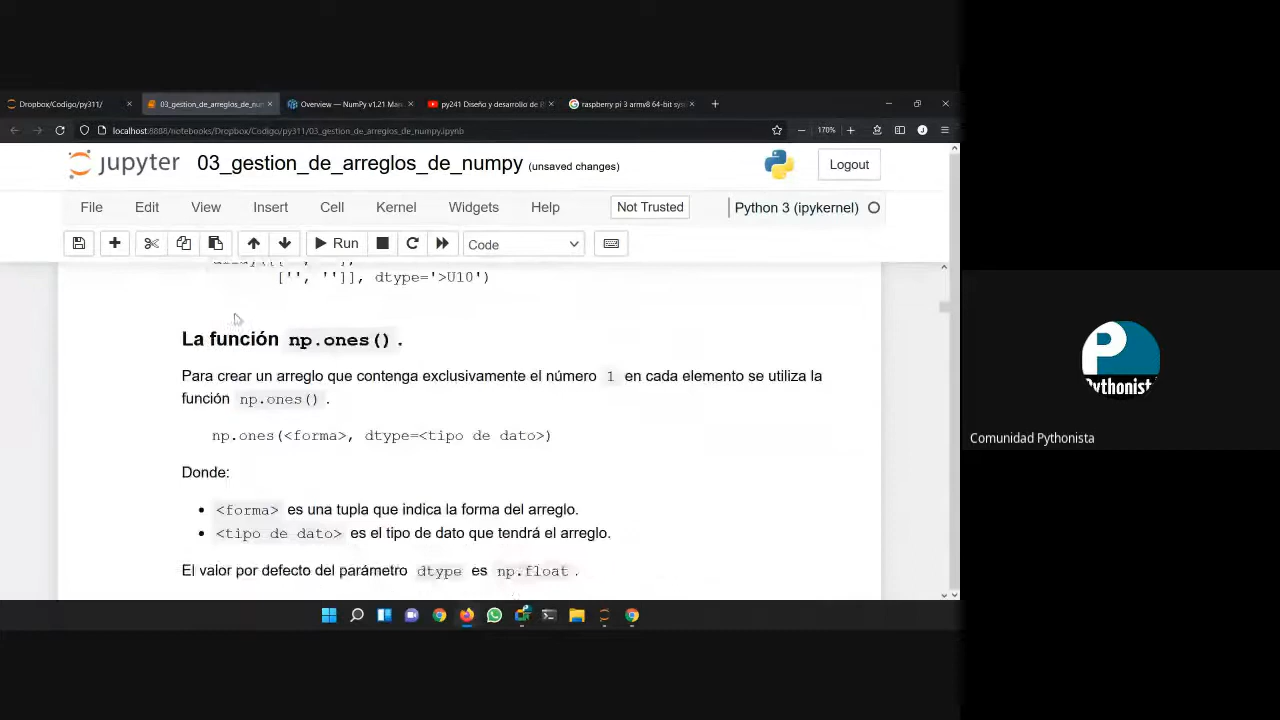 Dropbox/Codigo/py311/
03_gestion_de_arreglos_de_num
Overview — NumPy v1.21 Man
py241 Diseño y desarrollo de
raspberry pi 3 armv8 64-bit sys
localhost:8888/notebooks/Dropbox/Codigo/py311/03_gestion_de_arreglos_de_numpy.ipynb
170%
jupyter 03_gestion_de_arreglos_de_numpy (unsaved changes)
Logout
File Edit View Insert Cell Kernel Widgets Help
Not Trusted
Python 3 (ipykernel)
Run
Code
['', '']], dtype='>U10')
La función np.ones() .
Para crear un arreglo que contenga exclusivamente el número 1 en cada elemento se utiliza la
función np.ones() .
np.ones(<forma>, dtype=<tipo de dato>)
Donde:
• <forma> es una tupla que indica la forma del arreglo.
• <tipo de dato> es el tipo de dato que tendrá el arreglo.
El valor por defecto del parámetro dtype es np.float .
Pythonist
Comunidad Pythonista